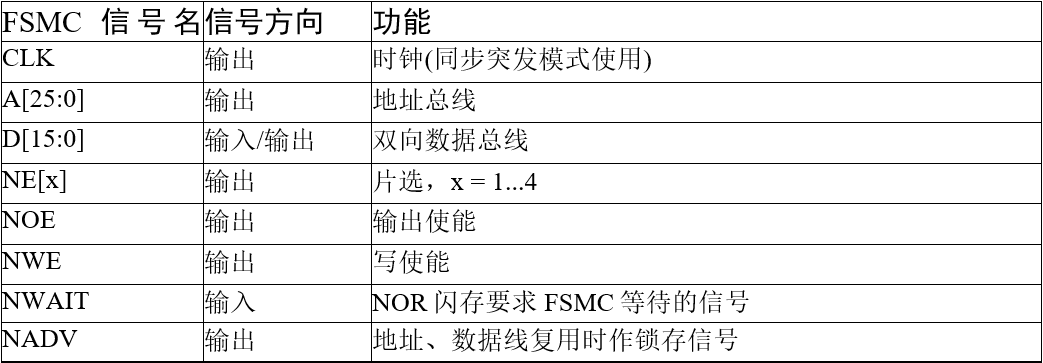 FSMC 信号名 信号方向 功能
CLK 输出 时钟(同步突发模式使用)
A[25:0] 输出 地址总线
D[15:0] 输入/输出 双向数据总线
NE[x] 输出 片选，x = 1...4
NOE 输出 输出使能
NWE 输出 写使能
NWAIT 输入 NOR 闪存要求 FSMC 等待的信号
NADV 输出 地址、数据线复用时作锁存信号